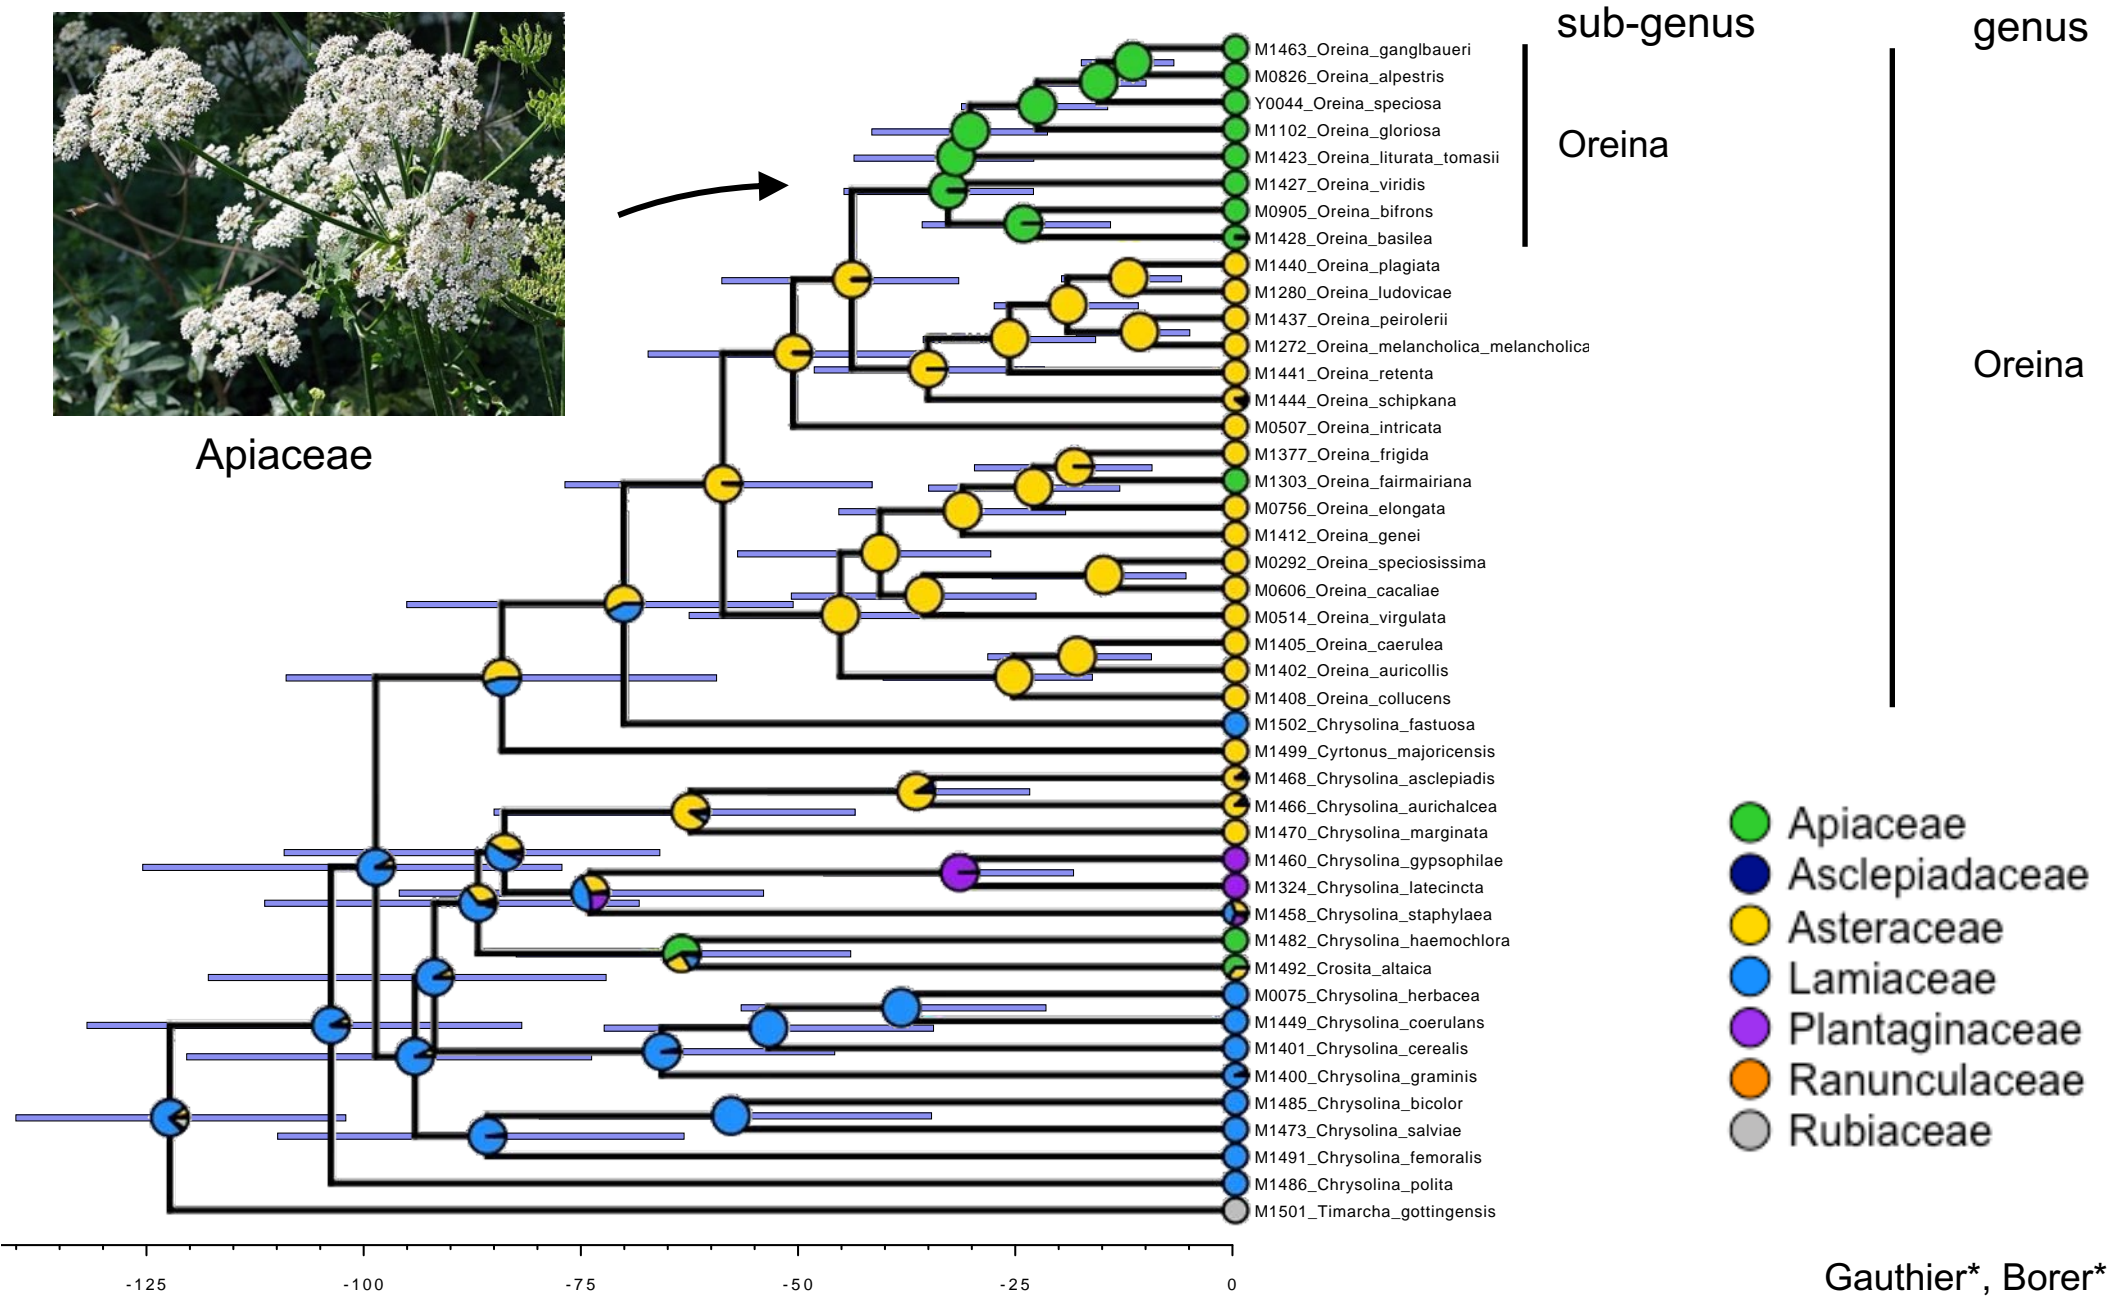 sub-genus
genus
M1463_Oreina_ganglbaueri
M0826_Oreina_alpestris
Y0044_Oreina_speciosa
M1102_Oreina_gloriosa
M1423_Oreina_liturata_tomasii
M1427_Oreina_viridis
M0905_Oreina_bifrons
M1428_Oreina_basilea
Oreina
M1440_Oreina_plagiata
M1280_Oreina_ludovicae
M1437_Oreina_peirolerii
M1272_Oreina_melancholica_melancholica
M1441_Oreina_retenta
M1444_Oreina_schipkana
M0507_Oreina_intricata
Oreina
Apiaceae
M1377_Oreina_frigida
M1303_Oreina_fairmairiana
M0756_Oreina_elongata
M1412_Oreina_genei
M0292_Oreina_speciosissima
M0606_Oreina_cacaliae
M0514_Oreina_virgulata
M1405_Oreina_caerulea
M1402_Oreina_auricollis
M1408_Oreina_collucens
M1502_Chrysolina_fastuosa
M1499_Cyrtonus_majoricensis
M1468_Chrysolina_asclepiadis
M1466_Chrysolina_aurichalcea
M1470_Chrysolina_marginata
M1460_Chrysolina_gypsophilae
M1324_Chrysolina_latecincta
M1458_Chrysolina_staphylaea
M1482_Chrysolina_haemochlora
M1492_Crosita_altaica
M0075_Chrysolina_herbacea
M1449_Chrysolina_coerulans
M1401_Chrysolina_cerealis
M1400_Chrysolina_graminis
M1485_Chrysolina_bicolor
M1473_Chrysolina_salviae
M1491_Chrysolina_femoralis
M1486_Chrysolina_polita
M1501_Timarcha_gottingensis
Apiaceae
Asclepiadaceae
Asteraceae
Lamiaceae
Plantaginaceae
Ranunculaceae
Rubiaceae
-125 -100 -75 -50 -25 0
Gauthier*, Borer*